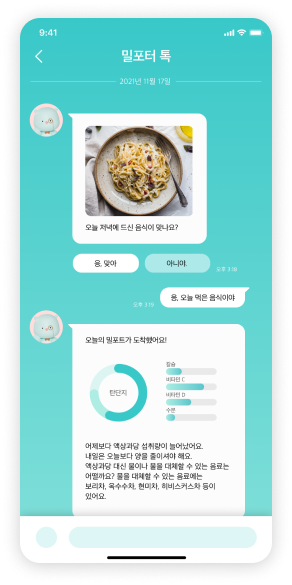 9:41
밀포터 톡
2021년 11월 17일
오늘 저녁에 드신 음식이 맞나요?
응, 맞아
아니야.
오후 3:19
응, 오늘 먹은 음식이야
오늘의 밀포트가 도착했어요!
탄단지
칼슘
비타민 C
비타민 D
수분
어제보다 액상과당 섭취량이 늘어났어요.
내일은 오늘보다 양을 줄이셔야 해요.
액상과당 대신 물이나 물을 대체할 수 있는 음료는
어떨까요? 물을 대체할 수 있는 음료에는
보리차, 옥수수차, 현미차, 히비스커스차 등이
있어요.